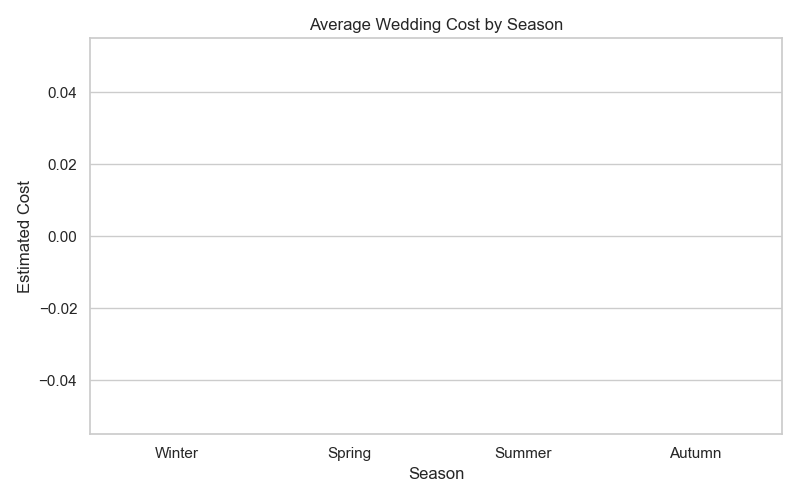 Average Wedding Cost by Season
0.04
0.02
0.00
−0.02
−0.04
Estimated Cost
Winter Spring Summer Autumn
Season